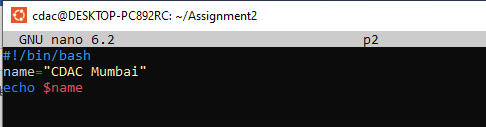 cdac@DESKTOP-PC892RC: ~/Assignment2
GNU nano 6.2 p2
#!/bin/bash
name="CDAC Mumbai"
echo $name